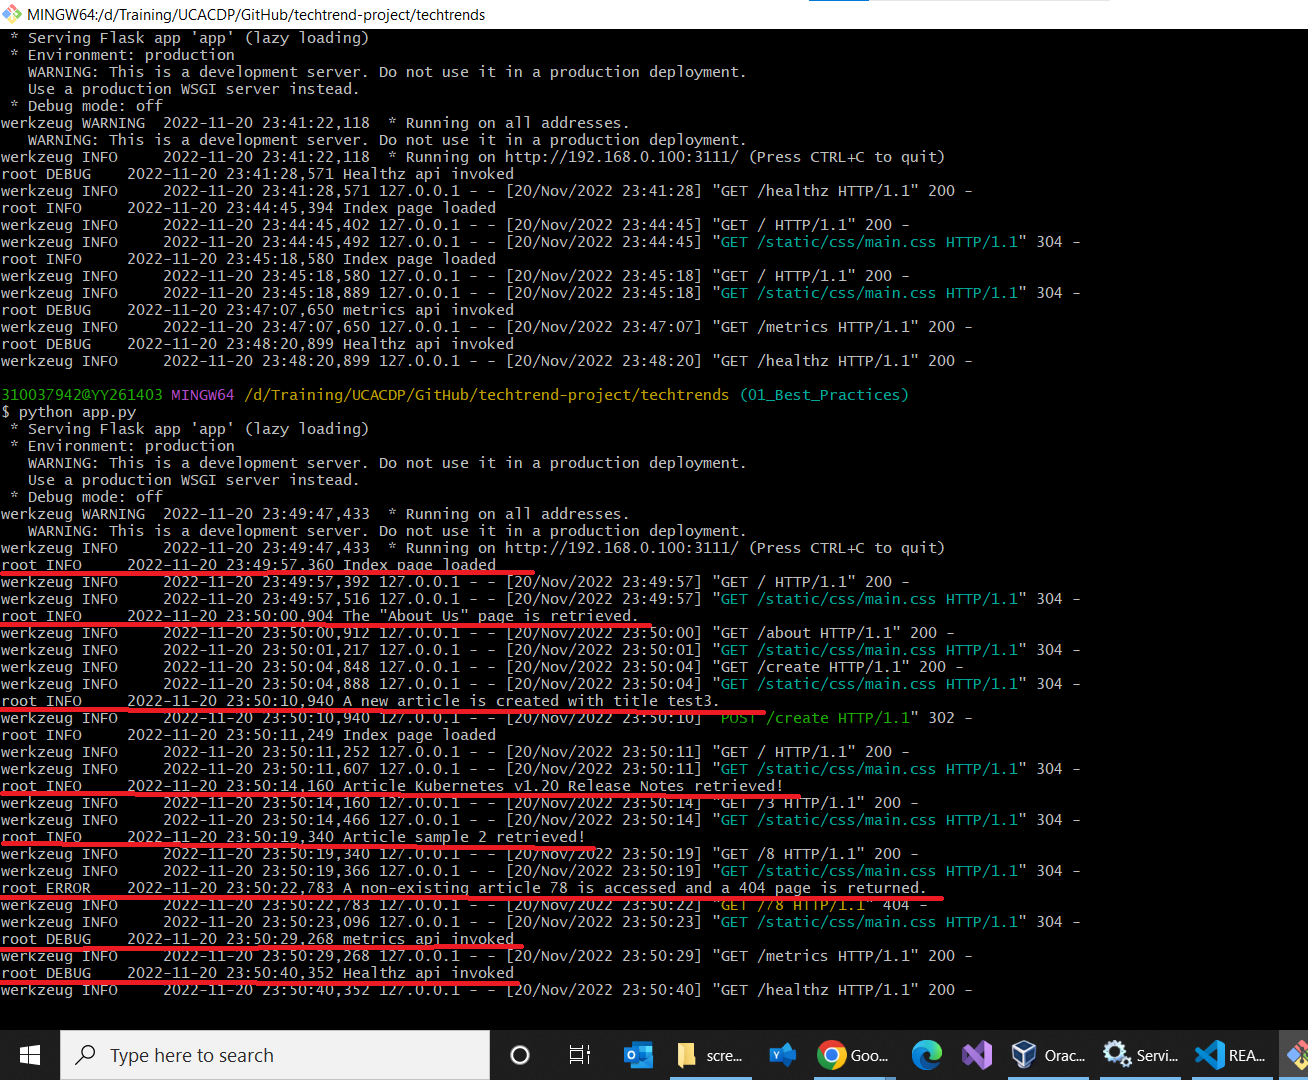 MINGW64:/d/Training/UCACDP/GitHub/techtrend-project/techtrends
 * Serving Flask app 'app' (lazy loading)
 * Environment: production
   WARNING: This is a development server. Do not use it in a production deployment.
   Use a production WSGI server instead.
 * Debug mode: off
werkzeug WARNING  2022-11-20 23:41:22,118  * Running on all addresses.
   WARNING: This is a development server. Do not use it in a production deployment.
werkzeug INFO     2022-11-20 23:41:22,118  * Running on http://192.168.0.100:3111/ (Press CTRL+C to quit)
root DEBUG    2022-11-20 23:41:28,571 Healthz api invoked
werkzeug INFO     2022-11-20 23:41:28,571 127.0.0.1 - - [20/Nov/2022 23:41:28] "GET /healthz HTTP/1.1" 200 -
root INFO     2022-11-20 23:44:45,394 Index page loaded
werkzeug INFO     2022-11-20 23:44:45,402 127.0.0.1 - - [20/Nov/2022 23:44:45] "GET / HTTP/1.1" 200 -
werkzeug INFO     2022-11-20 23:44:45,492 127.0.0.1 - - [20/Nov/2022 23:44:45] "GET /static/css/main.css HTTP/1.1" 304 -
root INFO     2022-11-20 23:45:18,580 Index page loaded
werkzeug INFO     2022-11-20 23:45:18,580 127.0.0.1 - - [20/Nov/2022 23:45:18] "GET / HTTP/1.1" 200 -
werkzeug INFO     2022-11-20 23:45:18,889 127.0.0.1 - - [20/Nov/2022 23:45:18] "GET /static/css/main.css HTTP/1.1" 304 -
root DEBUG    2022-11-20 23:47:07,650 metrics api invoked
werkzeug INFO     2022-11-20 23:47:07,650 127.0.0.1 - - [20/Nov/2022 23:47:07] "GET /metrics HTTP/1.1" 200 -
root DEBUG    2022-11-20 23:48:20,899 Healthz api invoked
werkzeug INFO     2022-11-20 23:48:20,899 127.0.0.1 - - [20/Nov/2022 23:48:20] "GET /healthz HTTP/1.1" 200 -
310037942@YY261403 MINGW64 /d/Training/UCACDP/GitHub/techtrend-project/techtrends (01_Best_Practices)
$ python app.py
 * Serving Flask app 'app' (lazy loading)
 * Environment: production
   WARNING: This is a development server. Do not use it in a production deployment.
   Use a production WSGI server instead.
 * Debug mode: off
werkzeug WARNING  2022-11-20 23:49:47,433  * Running on all addresses.
   WARNING: This is a development server. Do not use it in a production deployment.
werkzeug INFO     2022-11-20 23:49:47,433  * Running on http://192.168.0.100:3111/ (Press CTRL+C to quit)
root INFO     2022-11-20 23:49:57,360 Index page loaded
werkzeug INFO     2022-11-20 23:49:57,392 127.0.0.1 - - [20/Nov/2022 23:49:57] "GET / HTTP/1.1" 200 -
werkzeug INFO     2022-11-20 23:49:57,516 127.0.0.1 - - [20/Nov/2022 23:49:57] "GET /static/css/main.css HTTP/1.1" 304 -
root INFO     2022-11-20 23:50:00,904 The "About Us" page is retrieved.
werkzeug INFO     2022-11-20 23:50:00,912 127.0.0.1 - - [20/Nov/2022 23:50:00] "GET /about HTTP/1.1" 200 -
werkzeug INFO     2022-11-20 23:50:01,217 127.0.0.1 - - [20/Nov/2022 23:50:01] "GET /static/css/main.css HTTP/1.1" 304 -
werkzeug INFO     2022-11-20 23:50:04,848 127.0.0.1 - - [20/Nov/2022 23:50:04] "GET /create HTTP/1.1" 200 -
werkzeug INFO     2022-11-20 23:50:04,888 127.0.0.1 - - [20/Nov/2022 23:50:04] "GET /static/css/main.css HTTP/1.1" 304 -
root INFO     2022-11-20 23:50:10,940 A new article is created with title test3.
werkzeug INFO     2022-11-20 23:50:10,940 127.0.0.1 - - [20/Nov/2022 23:50:10] "POST /create HTTP/1.1" 302 -
root INFO     2022-11-20 23:50:11,249 Index page loaded
werkzeug INFO     2022-11-20 23:50:11,252 127.0.0.1 - - [20/Nov/2022 23:50:11] "GET / HTTP/1.1" 200 -
werkzeug INFO     2022-11-20 23:50:11,607 127.0.0.1 - - [20/Nov/2022 23:50:11] "GET /static/css/main.css HTTP/1.1" 304 -
root INFO     2022-11-20 23:50:14,160 Article Kubernetes v1.20 Release Notes retrieved!
werkzeug INFO     2022-11-20 23:50:14,160 127.0.0.1 - - [20/Nov/2022 23:50:14] "GET /3 HTTP/1.1" 200 -
werkzeug INFO     2022-11-20 23:50:14,466 127.0.0.1 - - [20/Nov/2022 23:50:14] "GET /static/css/main.css HTTP/1.1" 304 -
root INFO     2022-11-20 23:50:19,340 Article sample 2 retrieved!
werkzeug INFO     2022-11-20 23:50:19,340 127.0.0.1 - - [20/Nov/2022 23:50:19] "GET /8 HTTP/1.1" 200 -
werkzeug INFO     2022-11-20 23:50:19,366 127.0.0.1 - - [20/Nov/2022 23:50:19] "GET /static/css/main.css HTTP/1.1" 304 -
root ERROR    2022-11-20 23:50:22,783 A non-existing article 78 is accessed and a 404 page is returned.
werkzeug INFO     2022-11-20 23:50:22,783 127.0.0.1 - - [20/Nov/2022 23:50:22] "GET /78 HTTP/1.1" 404 -
werkzeug INFO     2022-11-20 23:50:23,096 127.0.0.1 - - [20/Nov/2022 23:50:23] "GET /static/css/main.css HTTP/1.1" 304 -
root DEBUG    2022-11-20 23:50:29,268 metrics api invoked
werkzeug INFO     2022-11-20 23:50:29,268 127.0.0.1 - - [20/Nov/2022 23:50:29] "GET /metrics HTTP/1.1" 200 -
root DEBUG    2022-11-20 23:50:40,352 Healthz api invoked
werkzeug INFO     2022-11-20 23:50:40,352 127.0.0.1 - - [20/Nov/2022 23:50:40] "GET /healthz HTTP/1.1" 200 -
Type here to search scre... Goo... Orac... Servi... REA...